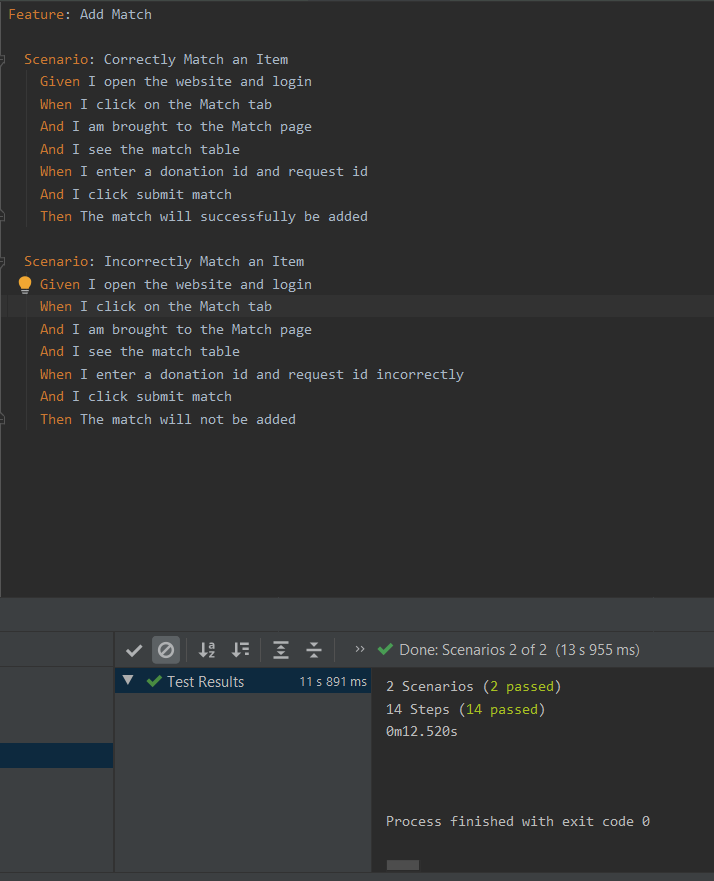 Feature: Add Match
Scenario: Correctly Match an Item
Given I open the website and login
When I click on the Match tab
And I am brought to the Match page
And I see the match table
When I enter a donation id and request id
And I click submit match
Then The match will successfully be added
Scenario: Incorrectly Match an Item
Given I open the website and login
When I click on the Match tab
And I am brought to the Match page
And I see the match table
When I enter a donation id and request id incorrectly
And I click submit match
Then The match will not be added
Done: Scenarios 2 of 2 (13 s 955 ms)
Test Results 11 s 891 ms
2 Scenarios (2 passed)
14 Steps (14 passed)
0m12.520s
Process finished with exit code 0